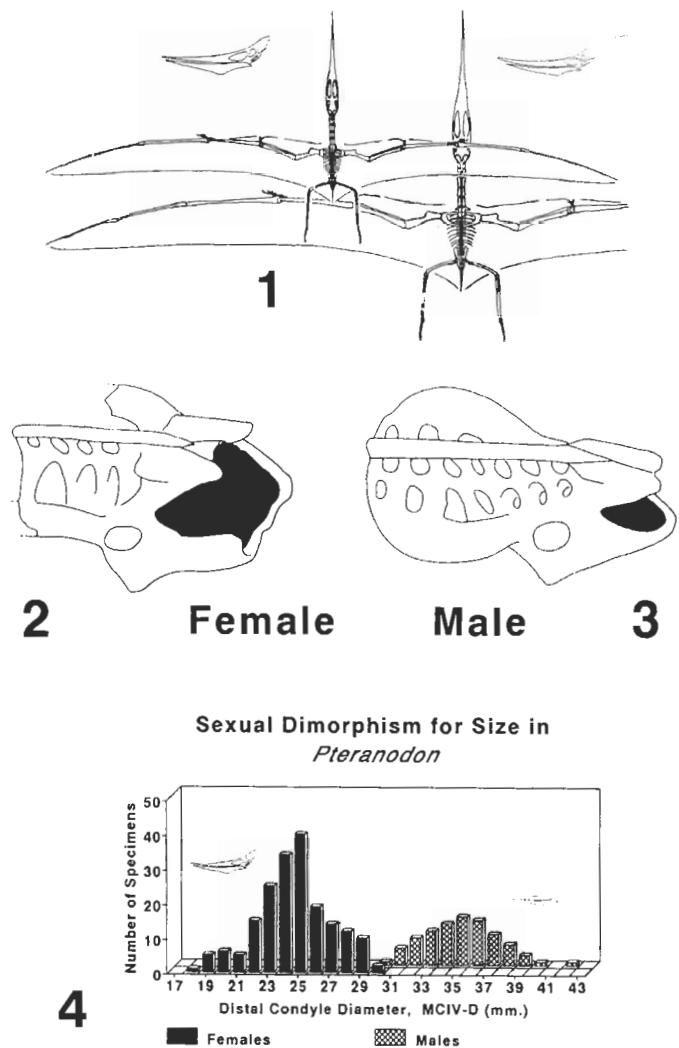 1
2 Female Male 3
Sexual Dimorphism for Size in
Pteranodon
Number of Specimens
50
40
30
20
10
0
17 19 21 23 25 27 29 31 33 35 37 39 41 43
Distal Condyle Diameter, MCIV-D (mm.)
4
Females Males